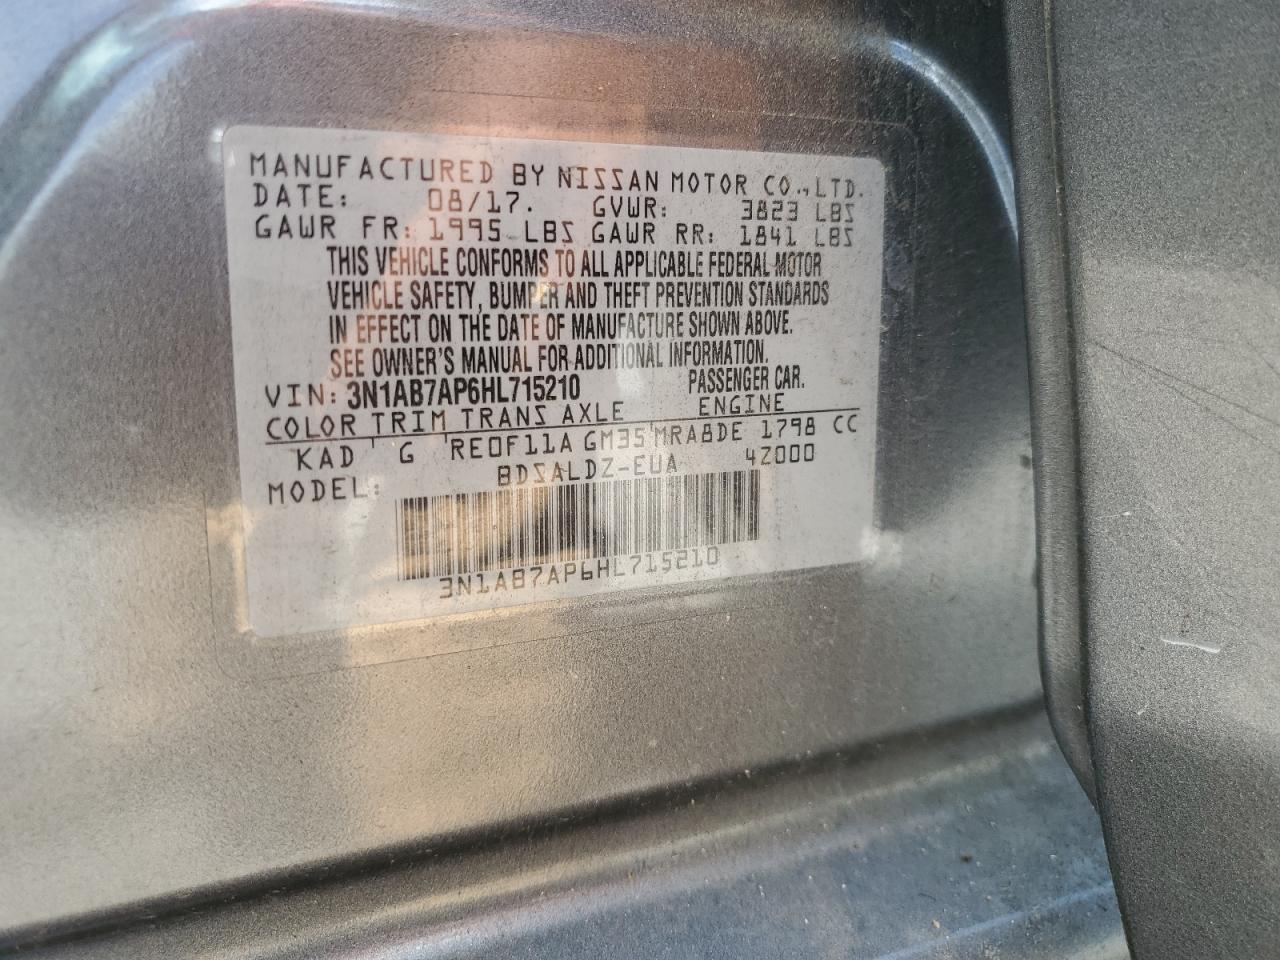 MANUFACTURED BY NISSAN MOTOR CO., LTD.
DATE: 08/17. GVWR: 3823 LBS
GAWR FR: 1995 LBS GAWR RR: 1841 LBS
THIS VEHICLE CONFORMS TO ALL APPLICABLE FEDERAL MOTOR
VEHICLE SAFETY, BUMPER AND THEFT PREVENTION STANDARDS
IN EFFECT ON THE DATE OF MANUFACTURE SHOWN ABOVE.
SEE OWNER'S MANUAL FOR ADDITIONAL INFORMATION.
VIN: 3N1AB7AP6HL715210 PASSENGER CAR.
COLOR TRIM TRANS AXLE ENGINE
KAD G RE0F11A GM35 MRA8DE 1798 CC
MODEL: BDSALDZ-EUA 4Z000
3N1AB7AP6HL715210